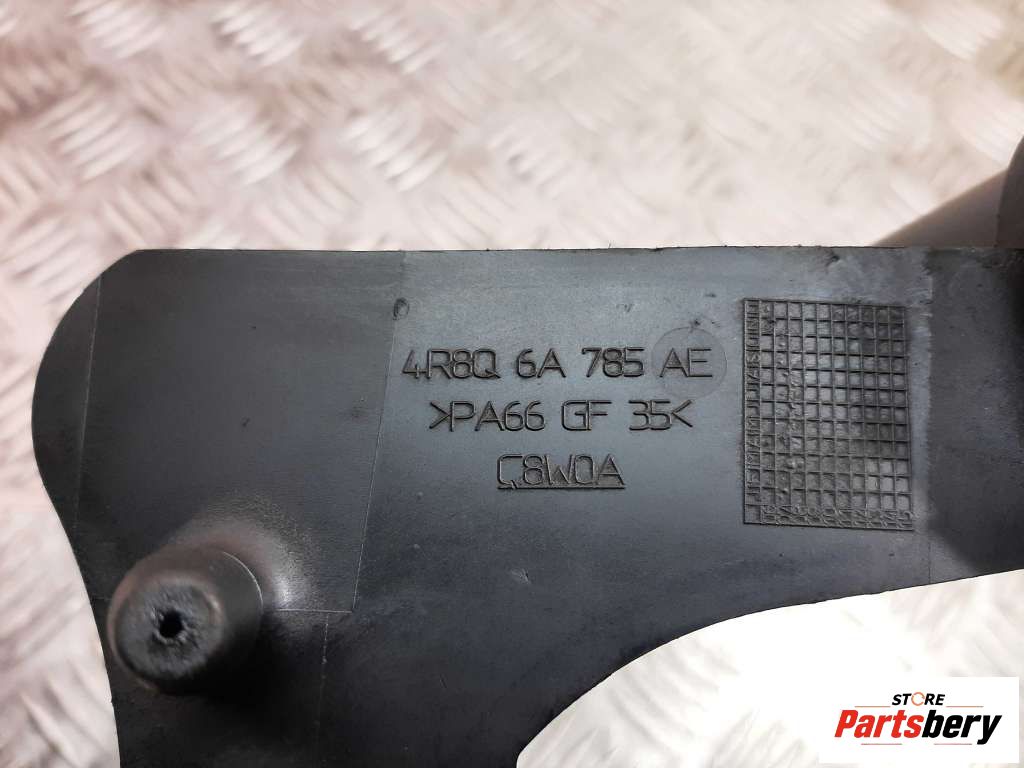 4R8Q 6A 785 AE
>PA66 GF 35<
C8W0A
STORE
Partsbery